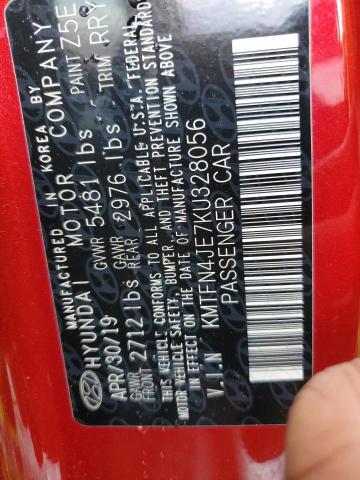 MANUFACTURED IN KOREA BY
HYUNDAI MOTOR COMPANY
APR/30/19 GVWR 5481 lbs PAINT Z5E
GAWR FRONT 2712 lbs GAWR REAR 2976 lbs TRIM RRY
THIS VEHICLE CONFORMS TO ALL APPLICABLE U.S.A. FEDERAL
MOTOR VEHICLE SAFETY, BUMPER, AND THEFT PREVENTION STANDARDS
IN EFFECT ON THE DATE OF MANUFACTURE SHOWN ABOVE
V.I.N KMTFN4JE7KU328056
PASSENGER CAR